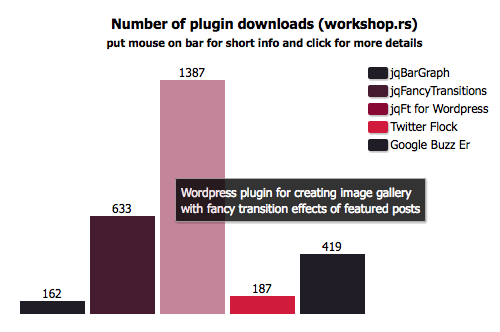 Number of plugin downloads (workshop.rs)
put mouse on bar for short info and click for more details
1387
jqBarGraph
jqFancyTransitions
jqFt for Wordpress
Twitter Flock
Google Buzz Er
Wordpress plugin for creating image gallery
with fancy transition effects of featured posts
633
419
187
162